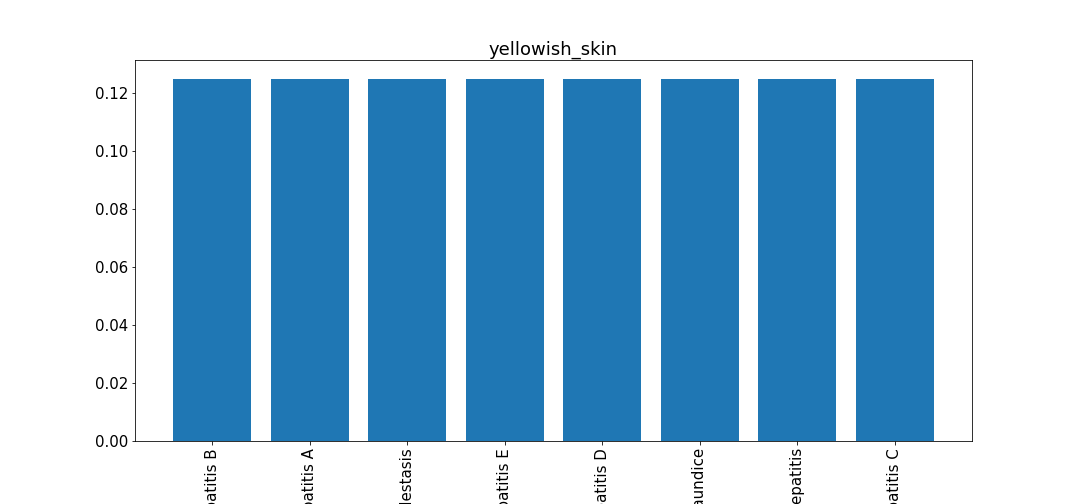 yellowish_skin
0.12
0.10
0.08
0.06
0.04
0.02
0.00
patitis B
patitis A
lestasis
patitis E
atitis D
aundice
epatitis
patitis C